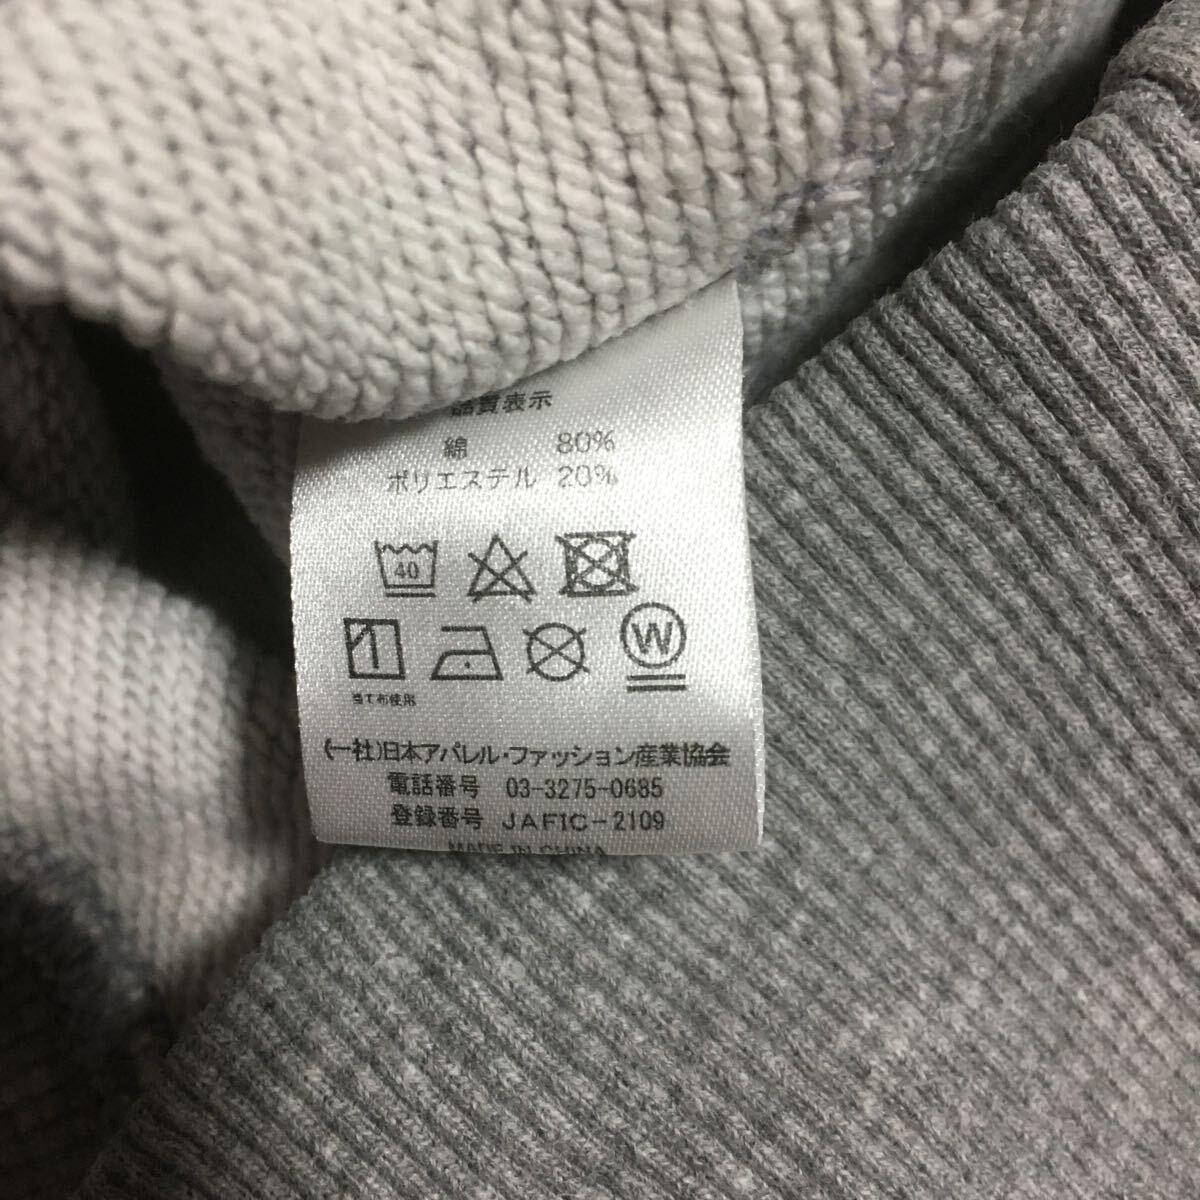 品質表示
綿 80%
ポリエステル 20%
40
W
当て布使用
(一社)日本アパレル・ファッション産業協会
電話番号 03-3275-0685
登録番号 JAFIC-2109
MADE IN CHINA